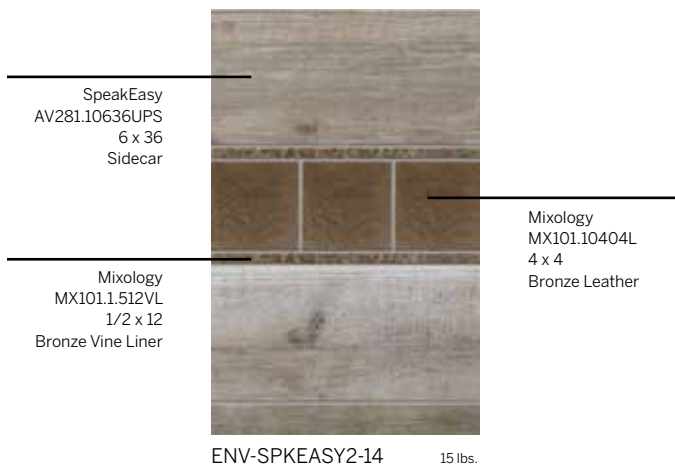 SpeakEasy
AV281.10636UPS
6 x 36
Sidecar
Mixology
MX101.10404L
4 x 4
Bronze Leather
Mixology
MX101.1.512VL
1/2 x 12
Bronze Vine Liner
ENV-SPKEASY2-14 15 lbs.